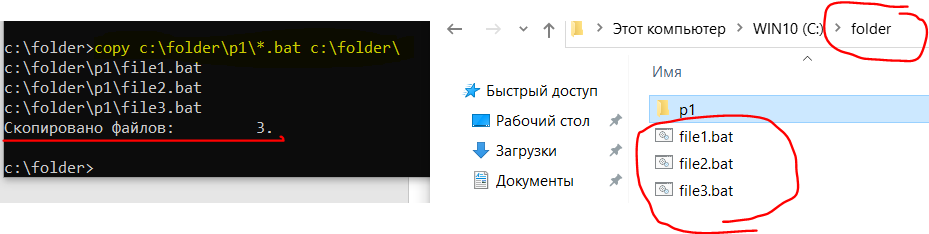 c:\folder>copy c:\folder\p1\*.bat c:\folder\
c:\folder\p1\file1.bat
c:\folder\p1\file2.bat
c:\folder\p1\file3.bat
Скопировано файлов: 3.
c:\folder>
Этот компьютер > WIN10 (C:) > folder
Имя
Быстрый доступ
Рабочий стол
Загрузки
Документы
p1
file1.bat
file2.bat
file3.bat